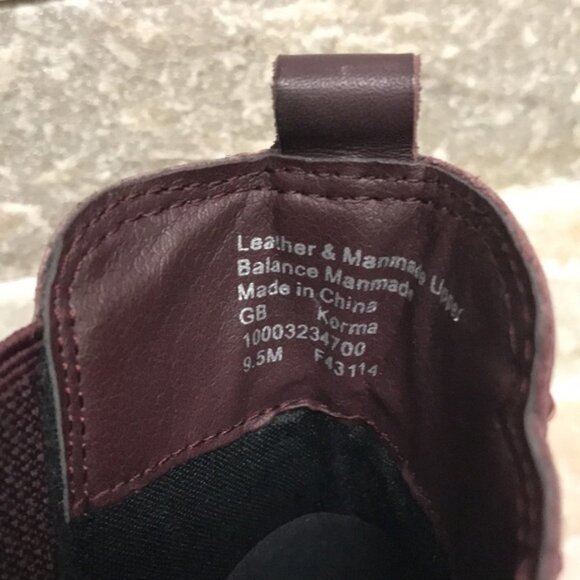 Leather & Manmade Upper
Balance Manmade
Made in China
GB Korma
10003234700
9.5M F43114